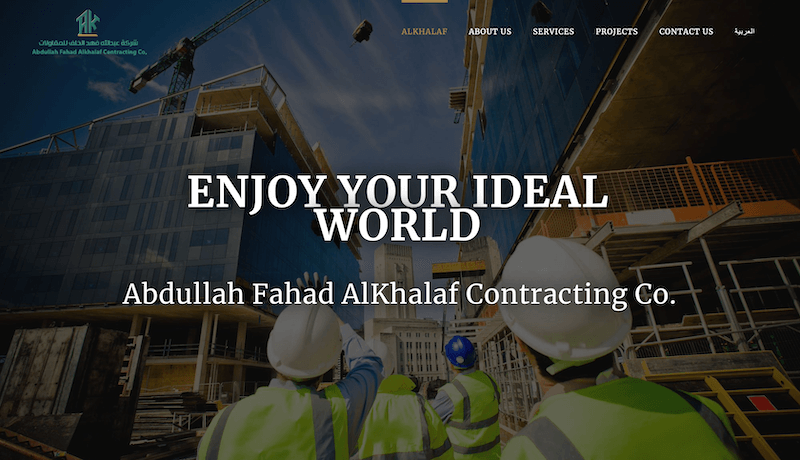 شركة عبدالله فهد الخلف للمقاولات
Abdullah Fahad Alkhalaf Contracting Co.
ALKHALAF ABOUT US SERVICES PROJECTS CONTACT US العربية
ENJOY YOUR IDEAL
WORLD
Abdullah Fahad AlKhalaf Contracting Co.